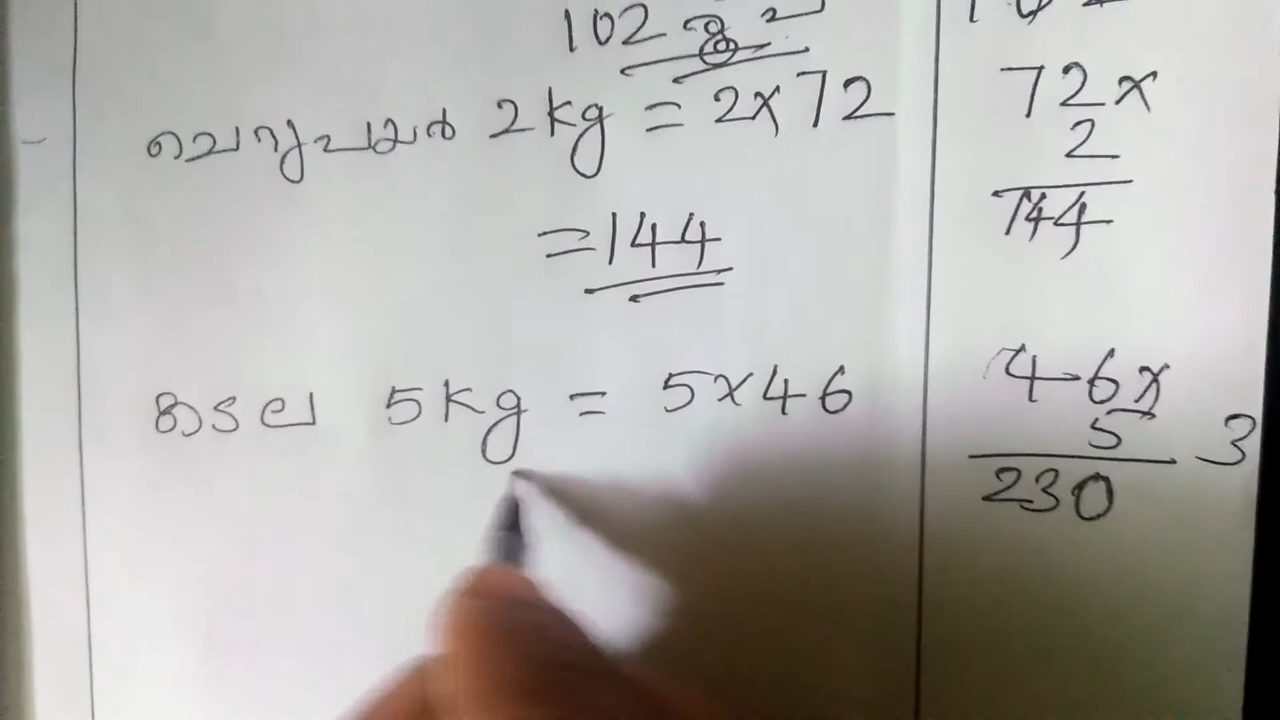 102 രൂപ
ചെറുപയർ 2kg = 2x72
= 144
കടല 5kg = 5x46
72x
2
144
46x
5 3
230